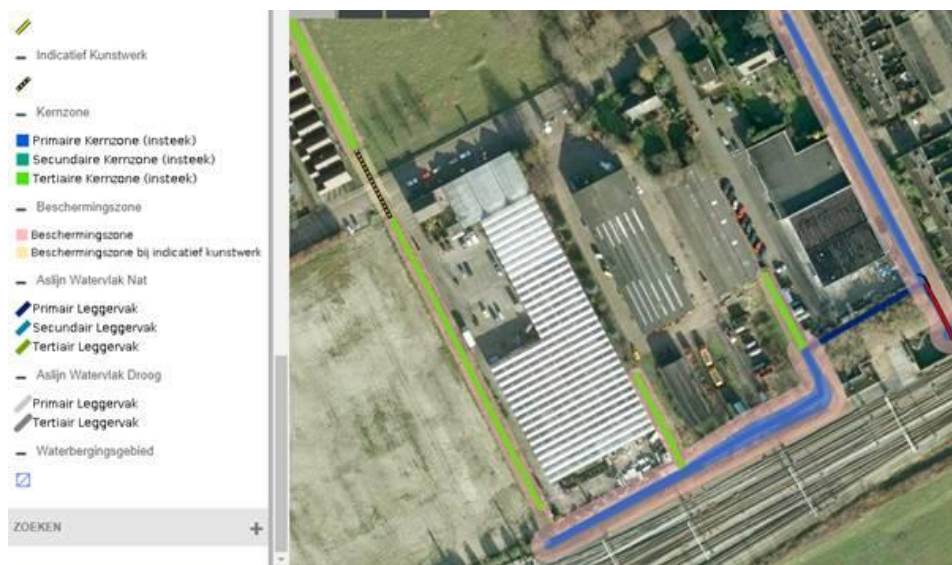 Indicatief Kunstwerk
Kernzone
Primaire Kernzone (insteek)
Secundaire Kernzone (insteek)
Tertiaire Kernzone (insteek)
Beschermingszone
Beschermingszone
Beschermingszone bij indicatief kunstwerk
Aslijn Watervlak Nat
Primair Leggervak
Secundair Leggervak
Tertiair Leggervak
Aslijn Watervlak Droog
Primair Leggervak
Tertiair Leggervak
Waterbergingsgebied
ZOEKEN +